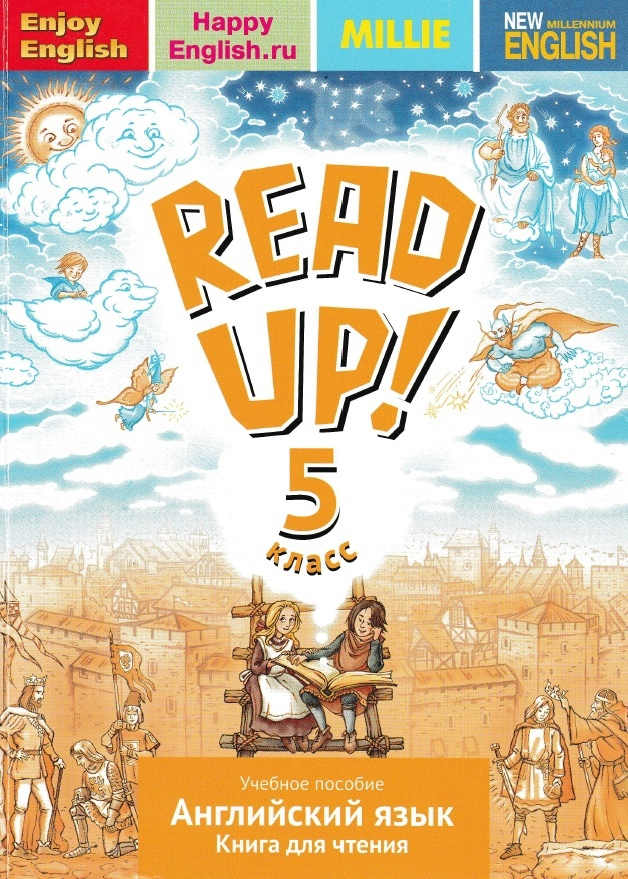 Enjoy
English
Happy
English.ru
MILLIE
NEW MILLENNIUM
ENGLISH
READ
UP!
5
класс
Учебное пособие
Английский язык
Книга для чтения